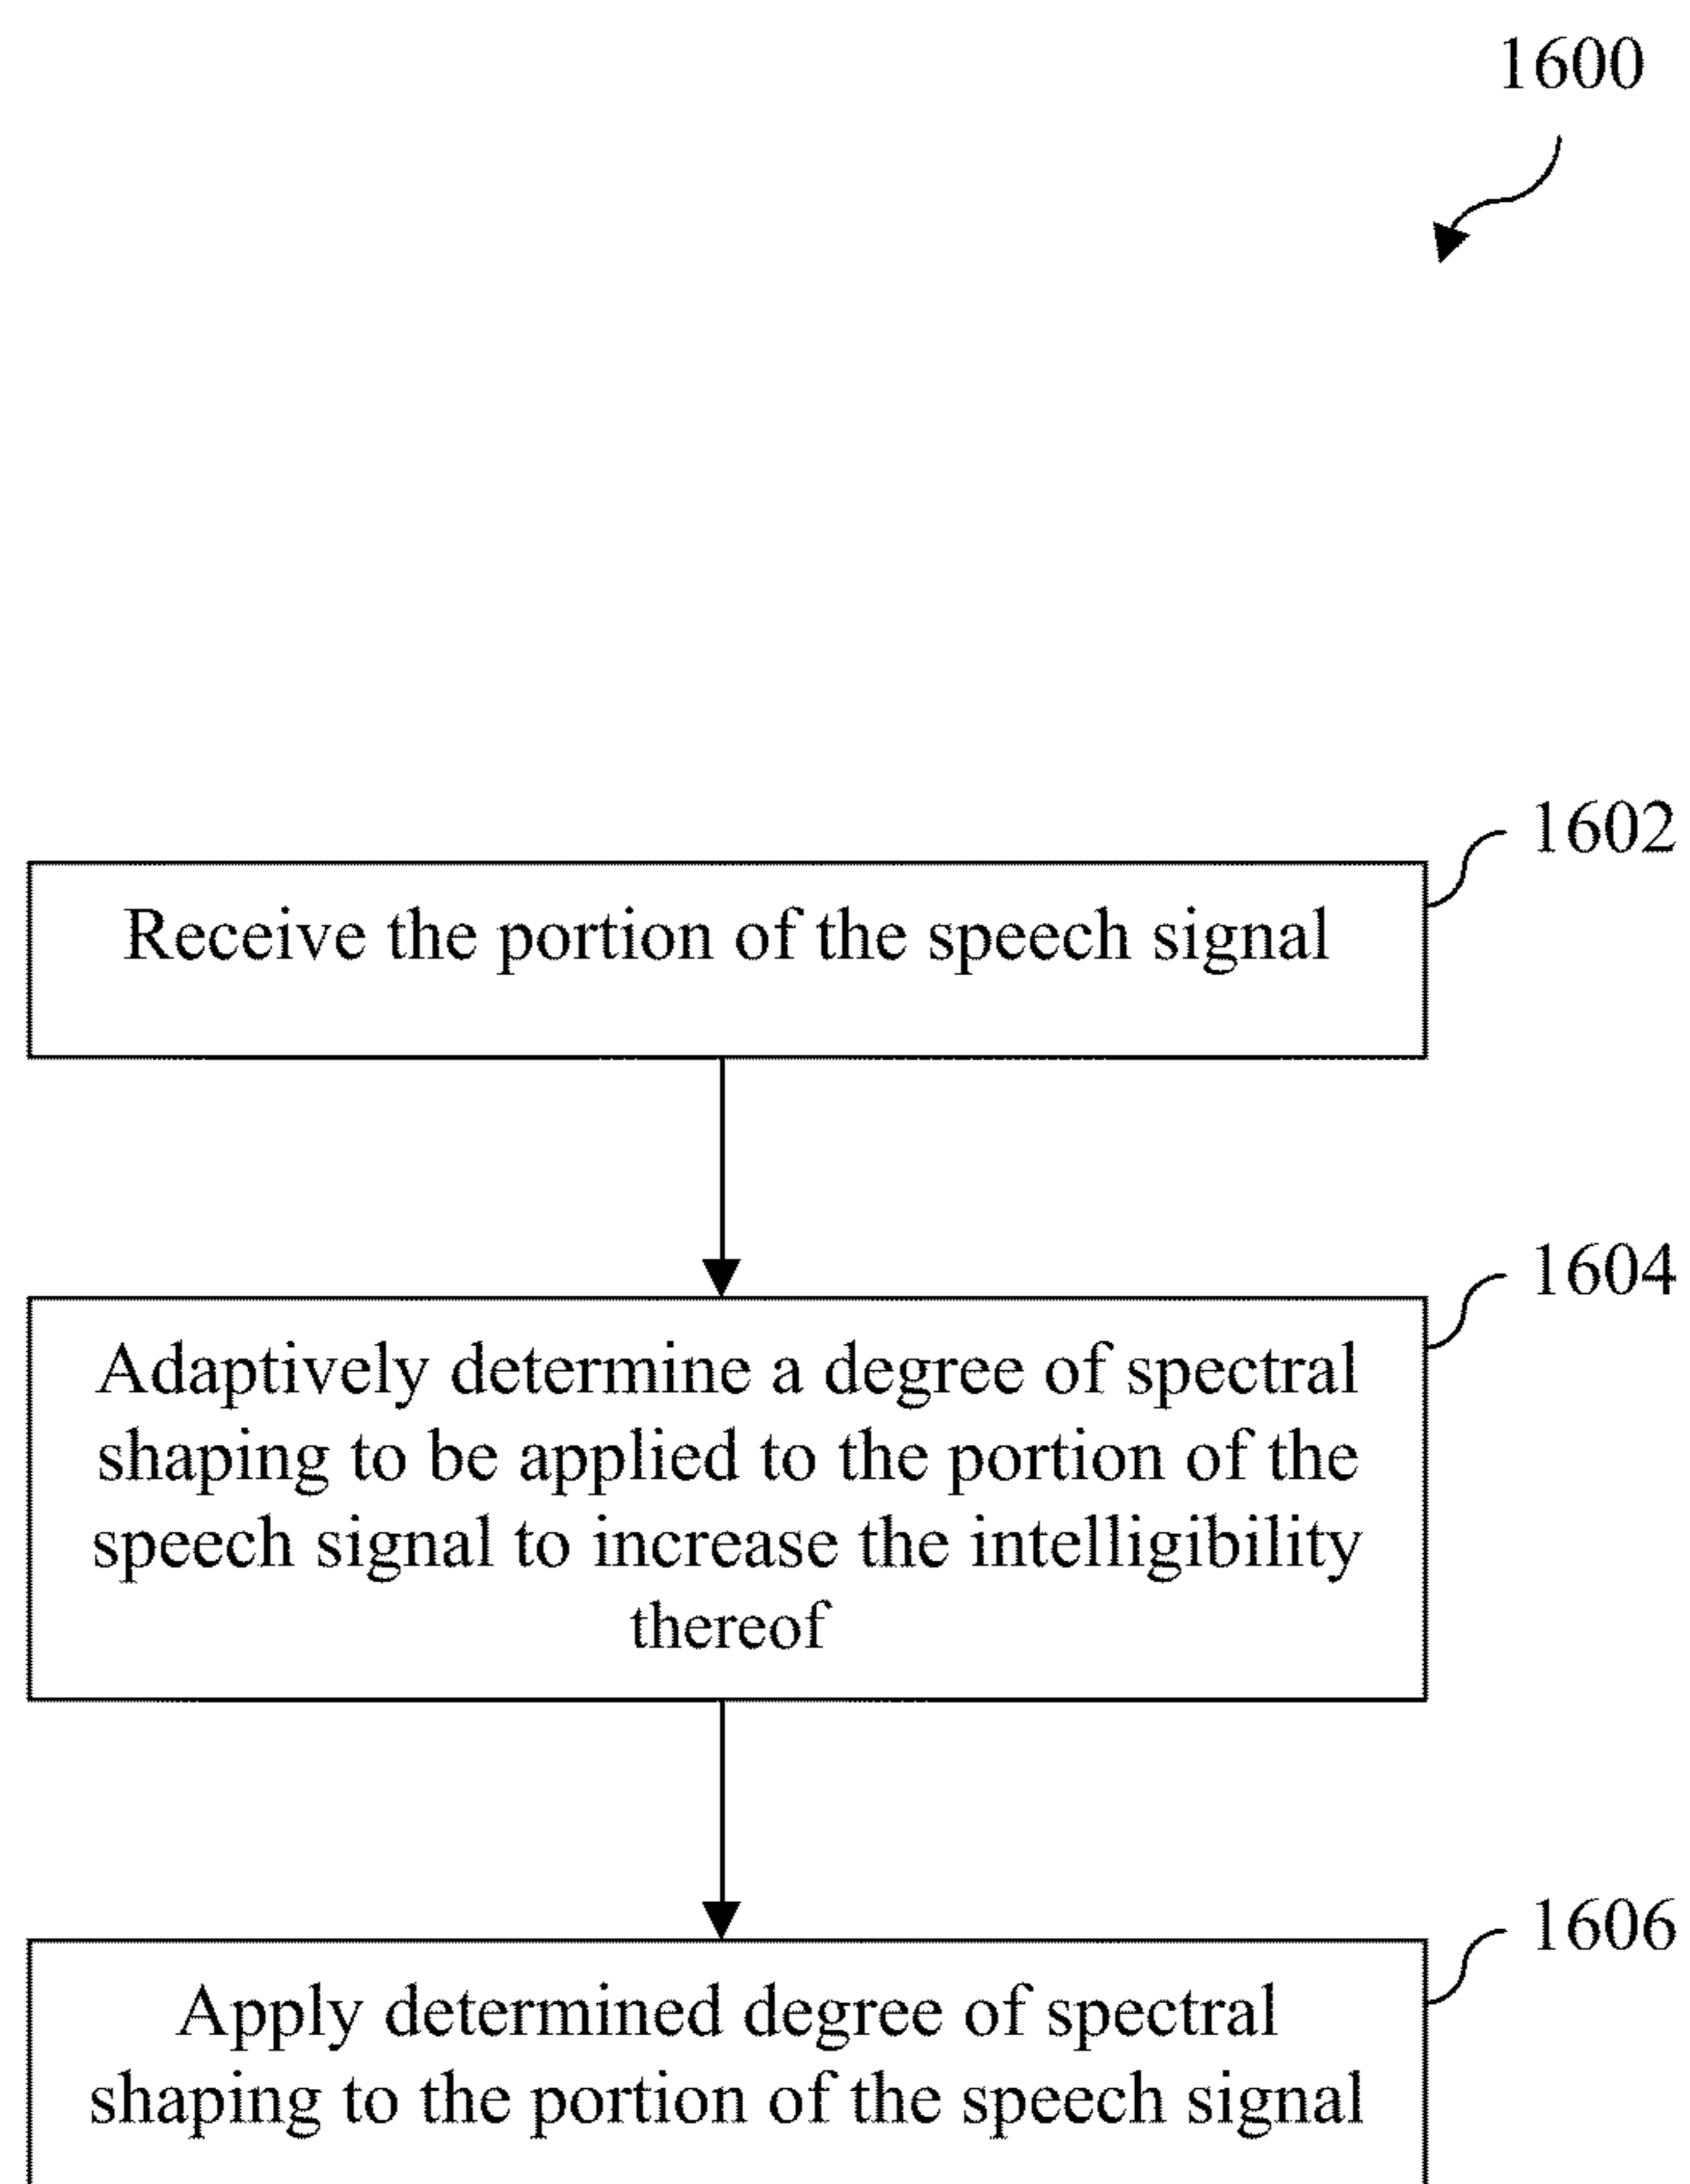 1600
1602
Receive the portion of the speech signal
1604
Adaptively determine a degree of spectral
shaping to be applied to the portion of the
speech signal to increase the intelligibility
thereof
1606
Apply determined degree of spectral
shaping to the portion of the speech signal